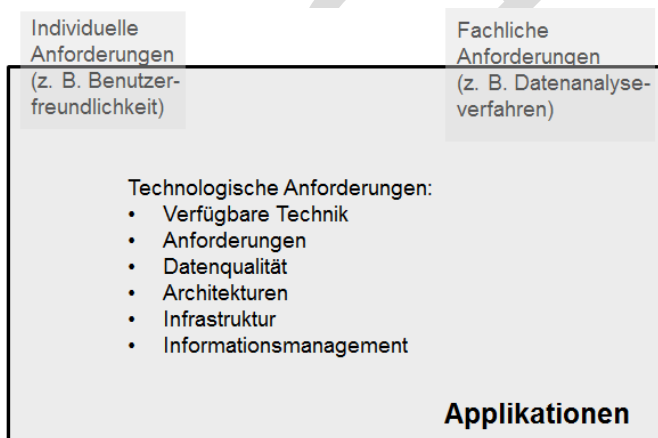 Individuelle
Anforderungen
(z. B. Benutzer-
freundlichkeit)
Fachliche
Anforderungen
(z. B. Datenanalyse-
verfahren)
Technologische Anforderungen:
• Verfügbare Technik
• Anforderungen
• Datenqualität
• Architekturen
• Infrastruktur
• Informationsmanagement
Applikationen